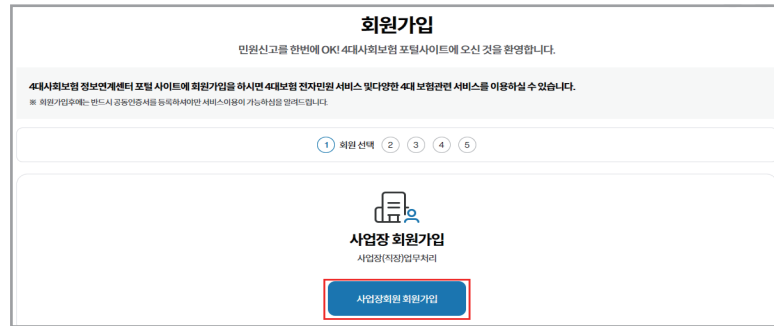 회원가입
민원신고를 한번에 OK! 4대사회보험 포털사이트에 오신 것을 환영합니다.
4대사회보험 정보연계센터 포털 사이트에 회원가입을 하시면 4대보험 전자민원 서비스 및다양한 4대 보험관련 서비스를 이용하실 수 있습니다.
※ 회원가입후에는 반드시 공동인증서를 등록하셔야만 서비스이용이 가능하심을 알려드립니다.
1 회원 선택 2 3 4 5
사업장 회원가입
사업장(직장)업무처리
사업장회원 회원가입